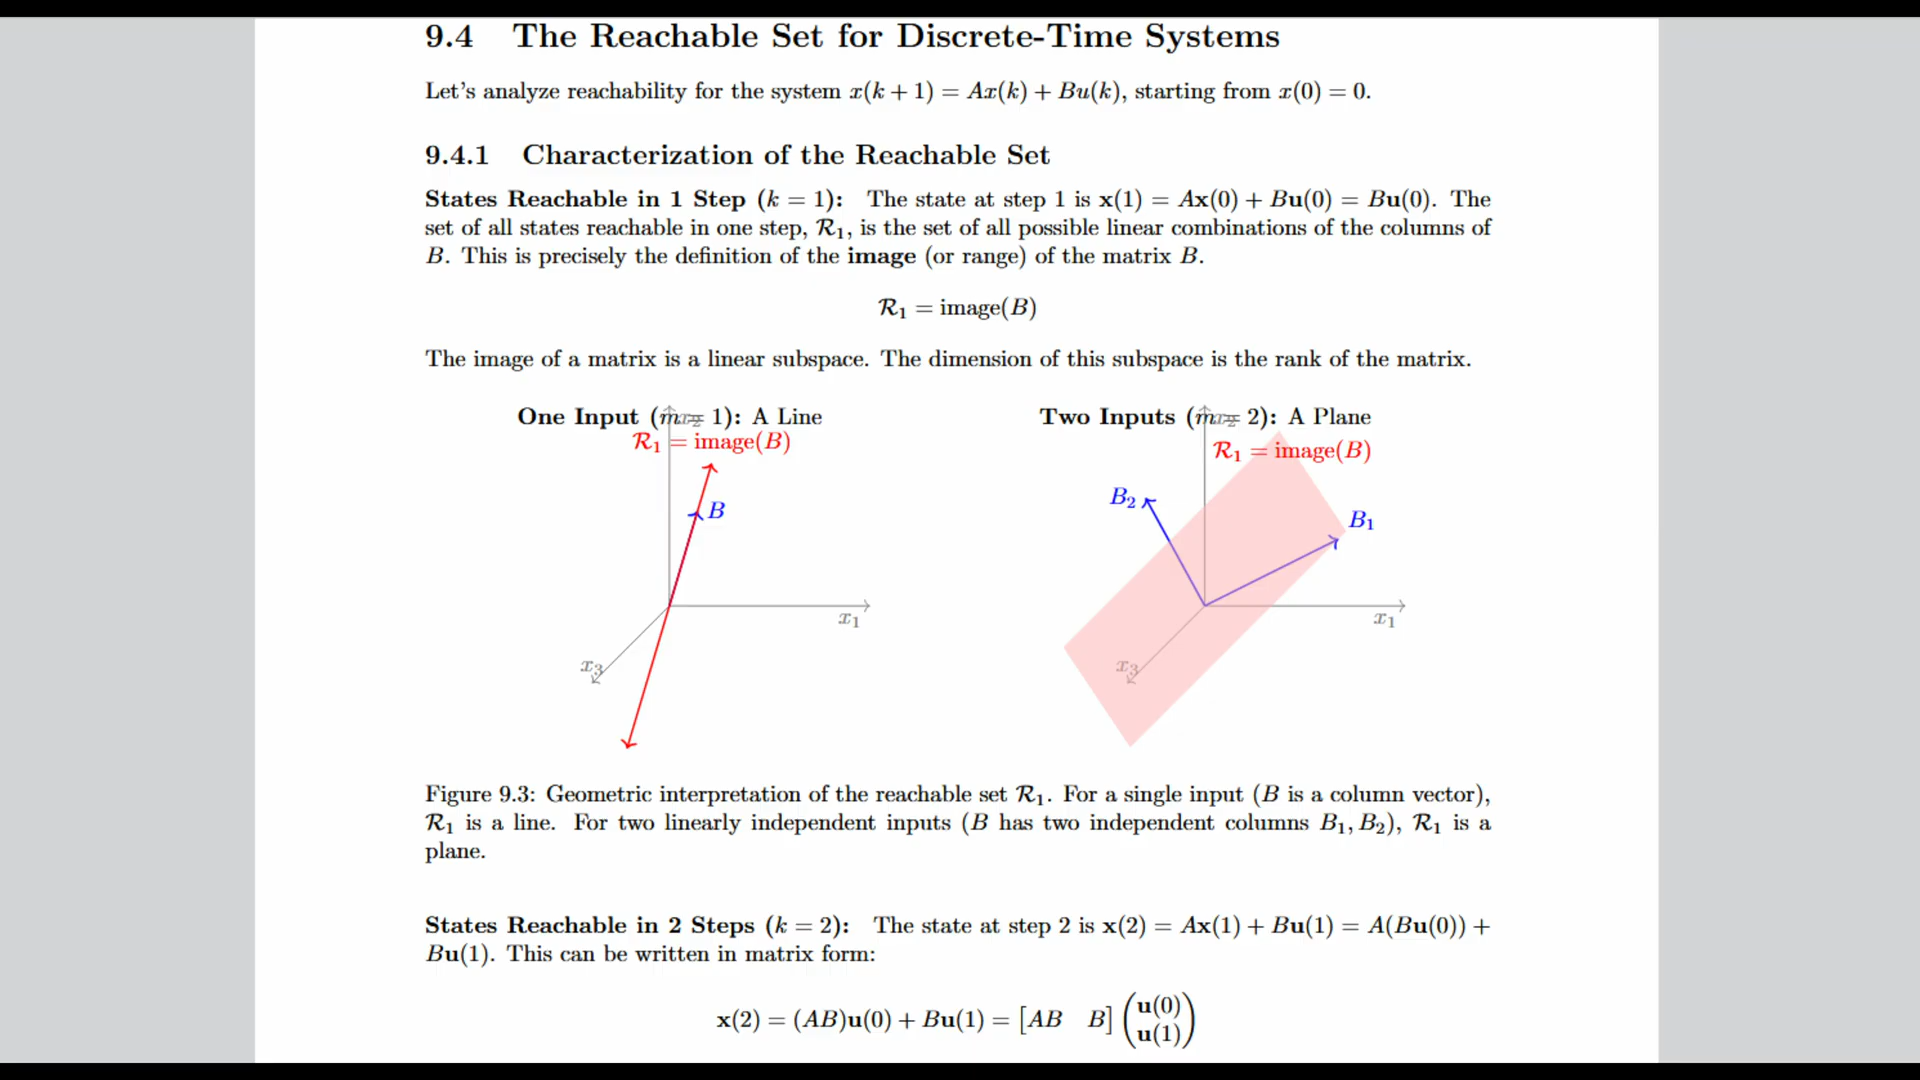 9.4 The Reachable Set for Discrete-Time Systems
Let's analyze reachability for the system x(k + 1) = Ax(k) + Bu(k), starting from x(0) = 0.
9.4.1 Characterization of the Reachable Set
States Reachable in 1 Step (k = 1): The state at step 1 is x(1) = Ax(0) + Bu(0) = Bu(0). The
set of all states reachable in one step, ℛ₁, is the set of all possible linear combinations of the columns of
B. This is precisely the definition of the image (or range) of the matrix B.
ℛ₁ = image(B)
The image of a matrix is a linear subspace. The dimension of this subspace is the rank of the matrix.
One Input (m = 1): A Line
x₂
ℛ₁ = image(B)
B
x₁
x₃
Two Inputs (m = 2): A Plane
x₂
ℛ₁ = image(B)
B₂
B₁
x₁
x₃
Figure 9.3: Geometric interpretation of the reachable set ℛ₁. For a single input (B is a column vector),
ℛ₁ is a line. For two linearly independent inputs (B has two independent columns B₁, B₂), ℛ₁ is a
plane.
States Reachable in 2 Steps (k = 2): The state at step 2 is x(2) = Ax(1) + Bu(1) = A(Bu(0)) +
Bu(1). This can be written in matrix form:
x(2) = (AB)u(0) + Bu(1) = [AB B] (u(0)
u(1))